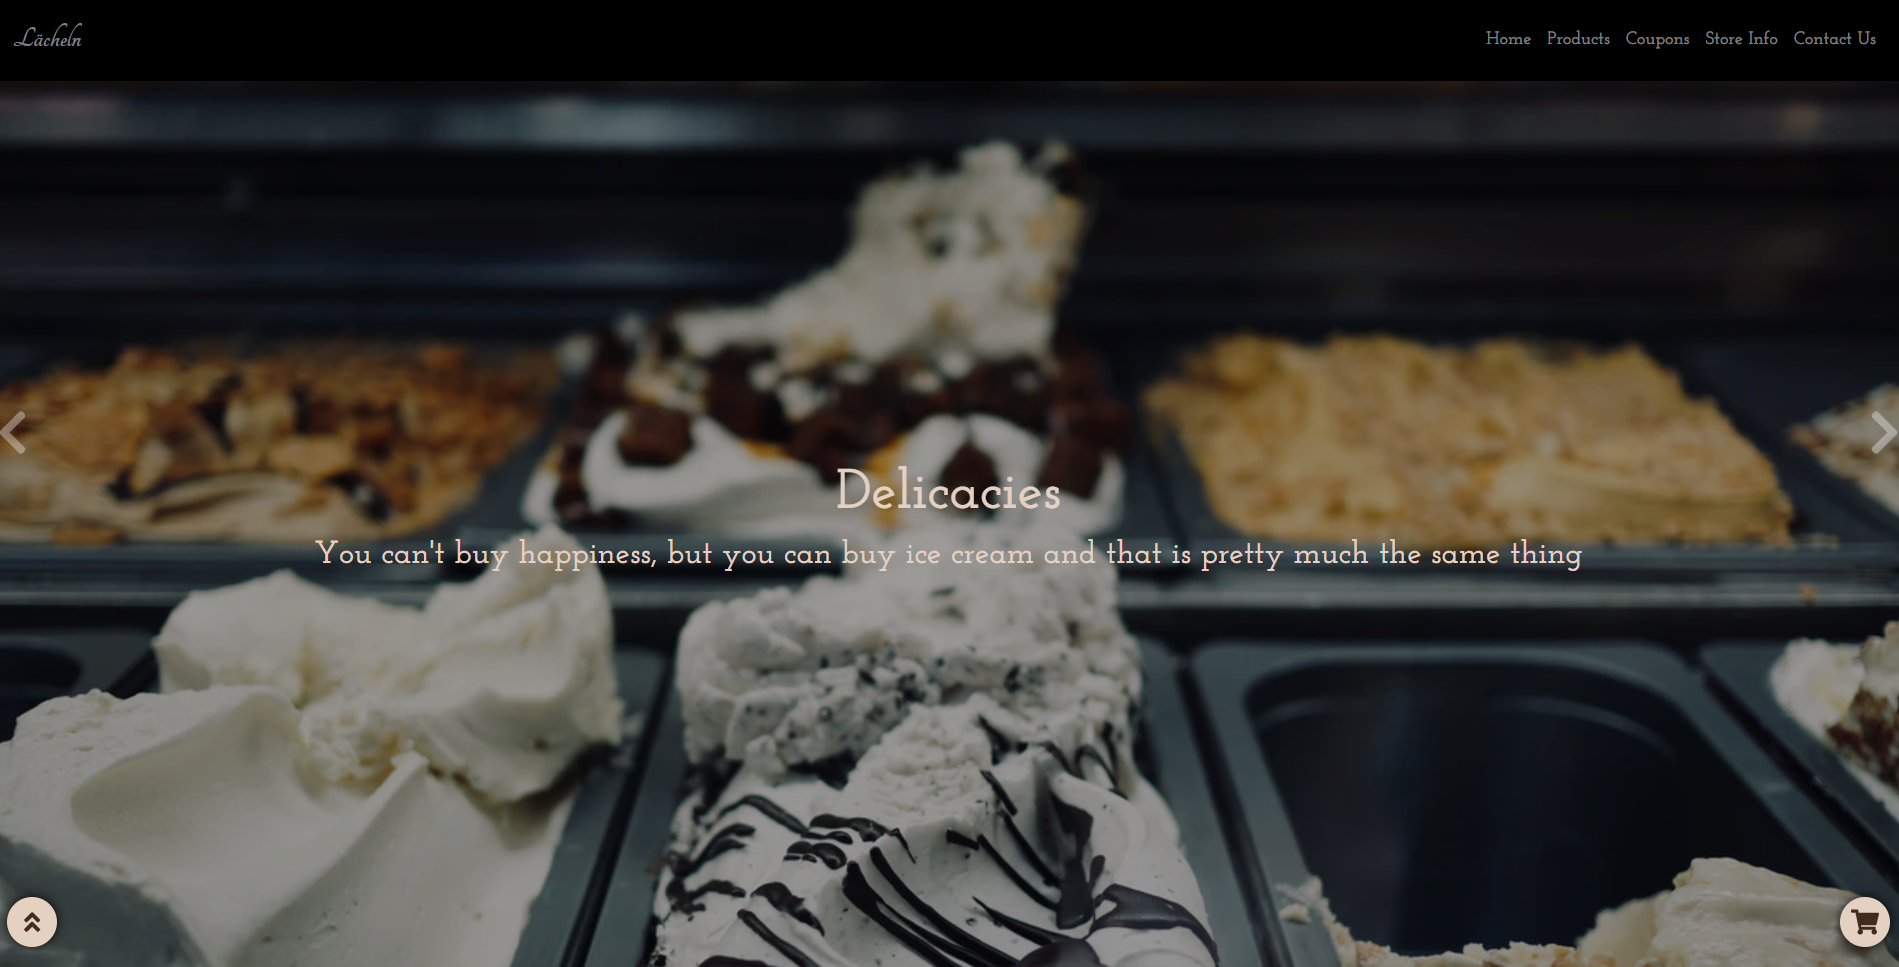 Lächeln
Home Products Coupons Store Info Contact Us
Delicacies
You can't buy happiness, but you can buy ice cream and that is pretty much the same thing